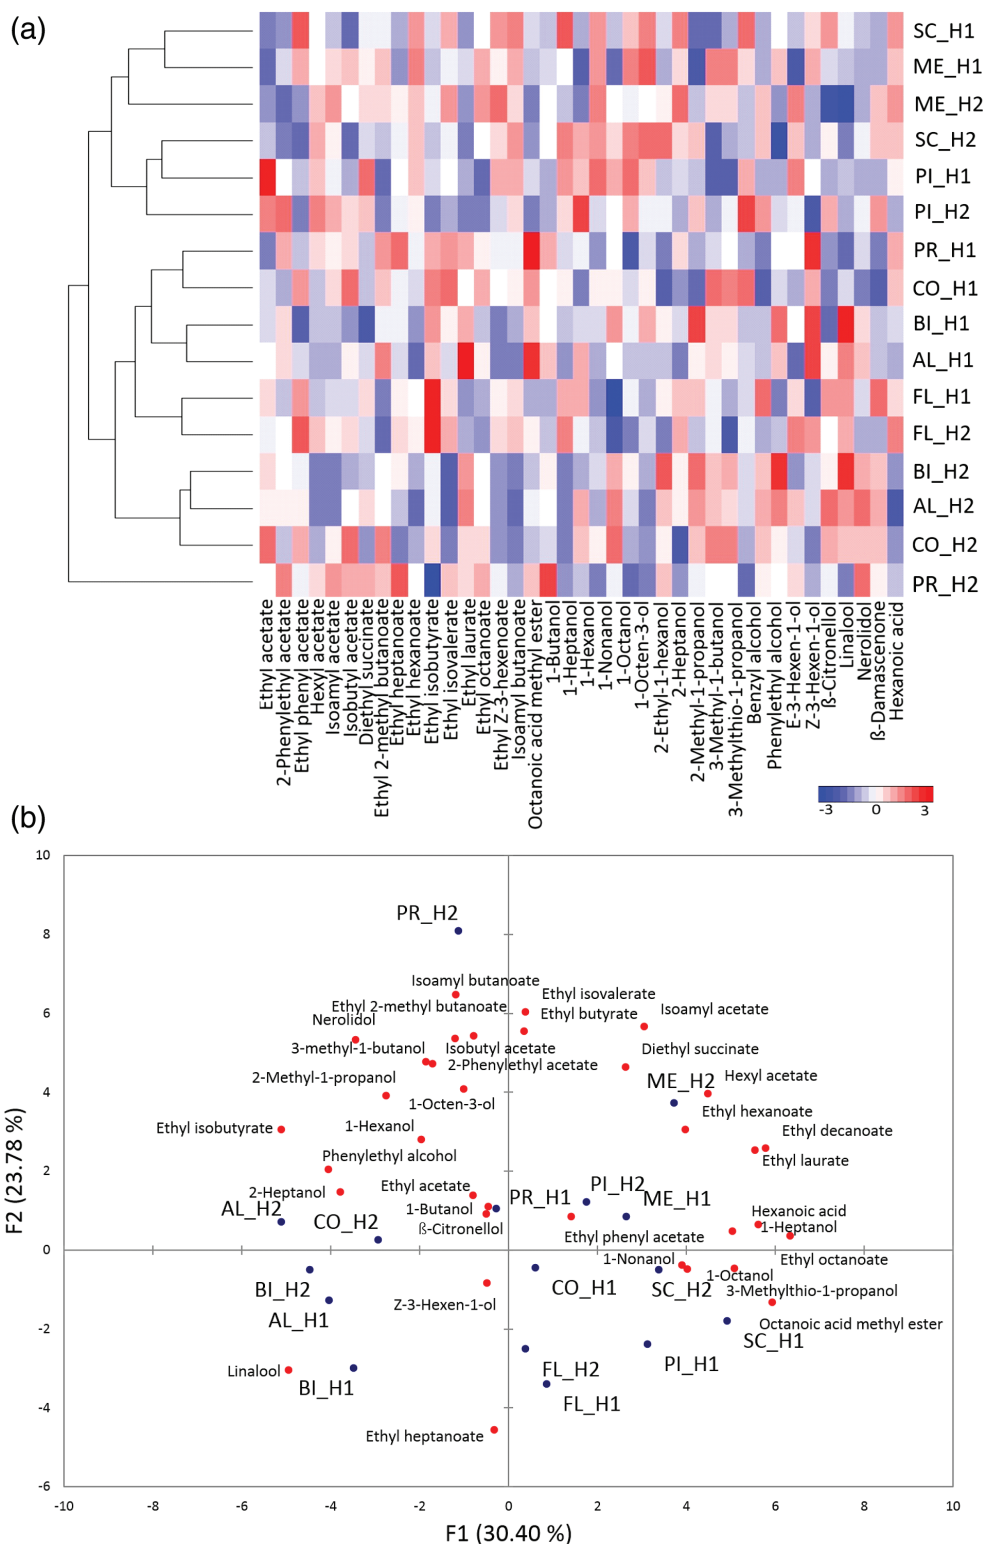 (a)
SC_H1
ME_H1
ME_H2
SC_H2
PI_H1
PI_H2
PR_H1
CO_H1
BI_H1
AL_H1
FL_H1
FL_H2
BI_H2
AL_H2
CO_H2
PR_H2
Ethyl acetate
2-Phenylethyl acetate
Ethyl phenyl acetate
Hexyl acetate
Isoamyl acetate
Isobutyl acetate
Diethyl succinate
Ethyl 2-methyl butanoate
Ethyl heptanoate
Ethyl hexanoate
Ethyl isobutyrate
Ethyl isovalerate
Ethyl laurate
Ethyl octanoate
Ethyl Z-3-hexenoate
Isoamyl butanoate
Octanoic acid methyl ester
1-Butanol
1-Heptanol
1-Hexanol
1-Nonanol
1-Octanol
1-Octen-3-ol
2-Ethyl-1-hexanol
2-Heptanol
2-Methyl-1-propanol
3-Methyl-1-butanol
3-Methylthio-1-propanol
Benzyl alcohol
Phenylethyl alcohol
E-3-Hexen-1-ol
Z-3-Hexen-1-ol
ß-Citronellol
Linalool
Nerolidol
ß-Damascenone
Hexanoic acid
-3 0 3
(b)
10
8
6
4
2
0
-2
-4
-6
F2 (23.78 %)
PR_H2
Isoamyl butanoate
Ethyl isovalerate
Ethyl 2-methyl butanoate
Isoamyl acetate
Ethyl butyrate
Nerolidol
3-methyl-1-butanol
Isobutyl acetate
Diethyl succinate
2-Phenylethyl acetate
2-Methyl-1-propanol
ME_H2
Hexyl acetate
1-Octen-3-ol
Ethyl hexanoate
Ethyl isobutyrate
1-Hexanol
Ethyl decanoate
Phenylethyl alcohol
Ethyl laurate
2-Heptanol
Ethyl acetate
PI_H2
AL_H2
1-Butanol
PR_H1
ME_H1
Hexanoic acid
CO_H2
ß-Citronellol
Ethyl phenyl acetate
1-Heptanol
1-Nonanol
Ethyl octanoate
BI_H2
CO_H1
SC_H2
1-Octanol
3-Methylthio-1-propanol
Z-3-Hexen-1-ol
AL_H1
Octanoic acid methyl ester
SC_H1
Linalool
BI_H1
FL_H2
PI_H1
FL_H1
Ethyl heptanoate
-10 -8 -6 -4 -2 0 2 4 6 8 10
F1 (30.40 %)